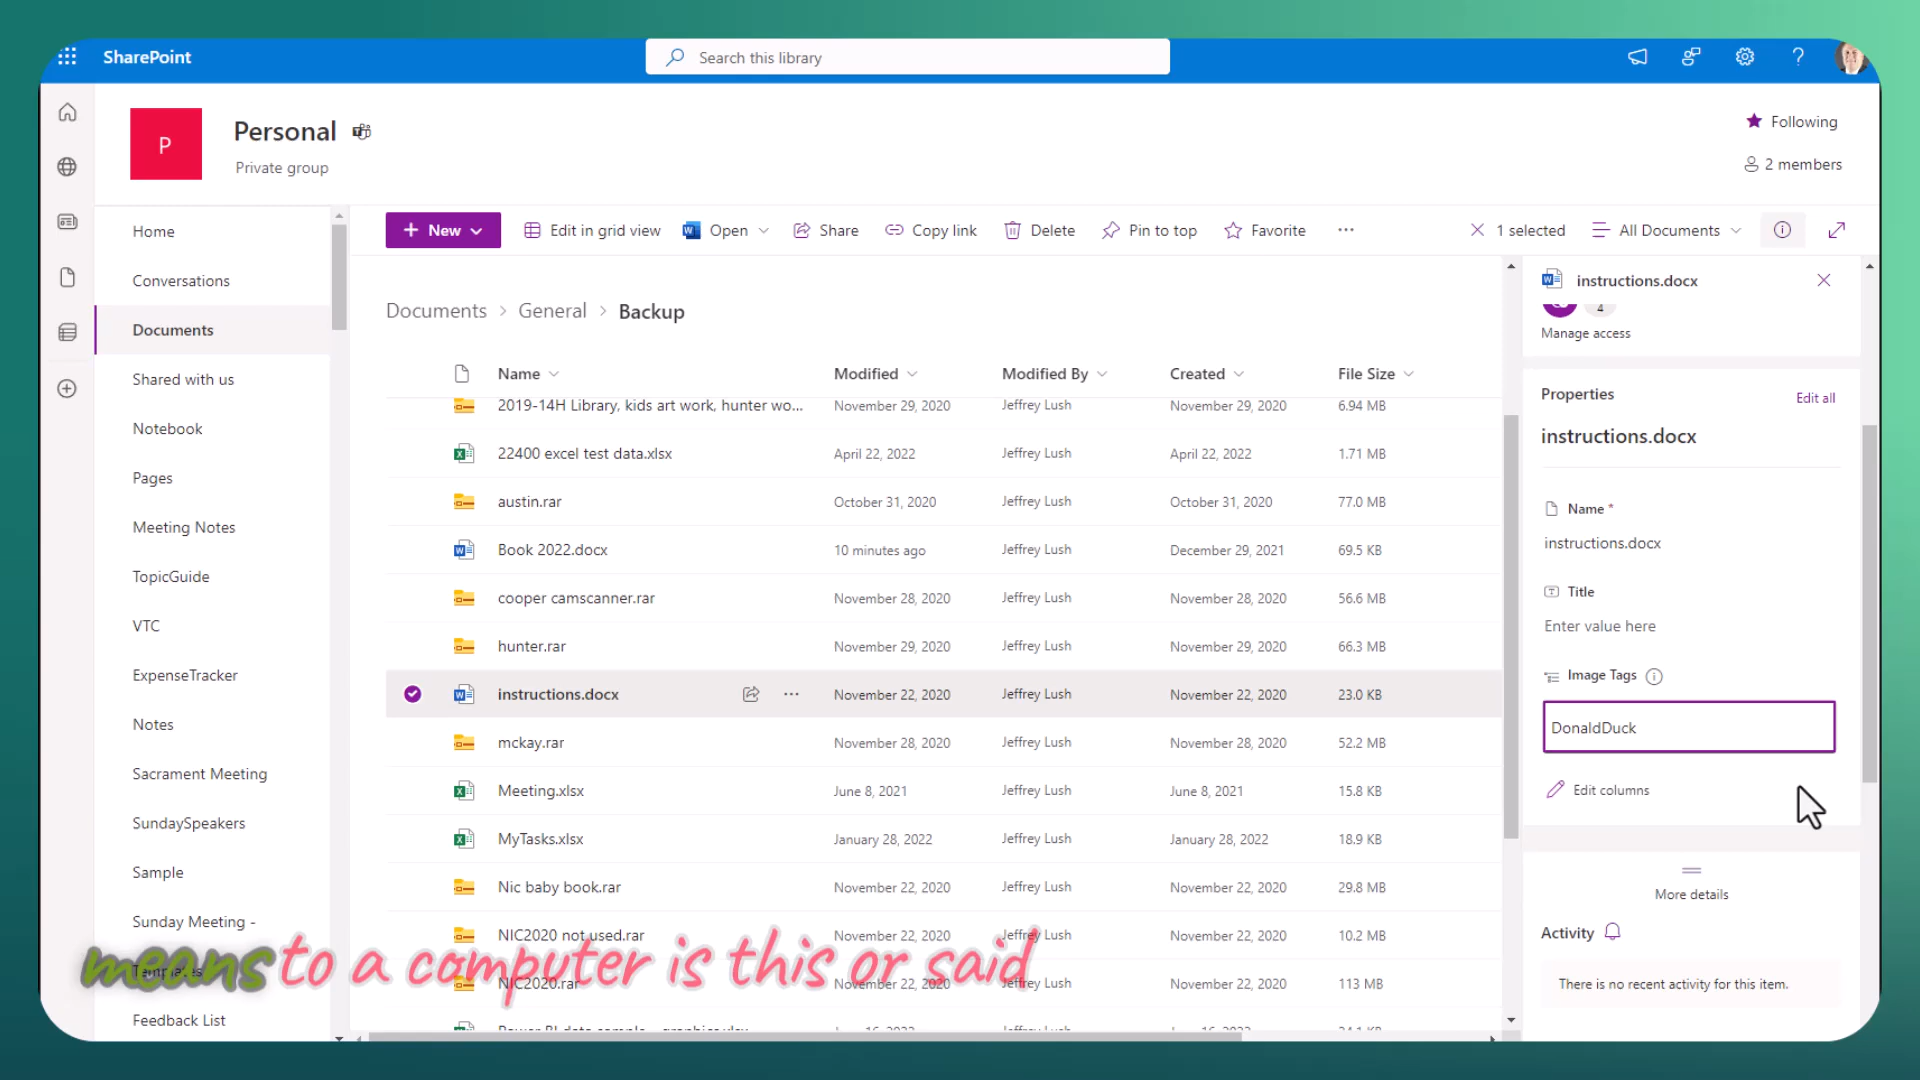 SharePoint
Search this library
P
Personal
Private group
Following
2 members
Home
Conversations
Documents
Shared with us
Notebook
Pages
Meeting Notes
TopicGuide
VTC
ExpenseTracker
Notes
Sacrament Meeting
SundaySpeakers
Sample
Sunday Meeting -
Templates
Feedback List
New
Edit in grid view
Open
Share
Copy link
Delete
Pin to top
Favorite
1 selected
All Documents
Documents > General > Backup
Name Modified Modified By Created File Size
2019-14H Library, kids art work, hunter wo... November 29, 2020 Jeffrey Lush November 29, 2020 6.94 MB
22400 excel test data.xlsx April 22, 2022 Jeffrey Lush April 22, 2022 1.71 MB
austin.rar October 31, 2020 Jeffrey Lush October 31, 2020 77.0 MB
Book 2022.docx 10 minutes ago Jeffrey Lush December 29, 2021 69.5 KB
cooper camscanner.rar November 28, 2020 Jeffrey Lush November 28, 2020 56.6 MB
hunter.rar November 29, 2020 Jeffrey Lush November 29, 2020 66.3 MB
instructions.docx November 22, 2020 Jeffrey Lush November 22, 2020 23.0 KB
mckay.rar November 28, 2020 Jeffrey Lush November 28, 2020 52.2 MB
Meeting.xlsx June 8, 2021 Jeffrey Lush June 8, 2021 15.8 KB
MyTasks.xlsx January 28, 2022 Jeffrey Lush January 28, 2022 18.9 KB
Nic baby book.rar November 22, 2020 Jeffrey Lush November 22, 2020 29.8 MB
NIC2020 not used.rar November 22, 2020 Jeffrey Lush November 22, 2020 10.2 MB
NIC2020.rar November 22, 2020 Jeffrey Lush November 22, 2020 113 MB
means to a computer is this or said
instructions.docx
4
Manage access
Properties
Edit all
instructions.docx
Name *
instructions.docx
Title
Enter value here
Image Tags
DonaldDuck
Edit columns
More details
Activity
There is no recent activity for this item.